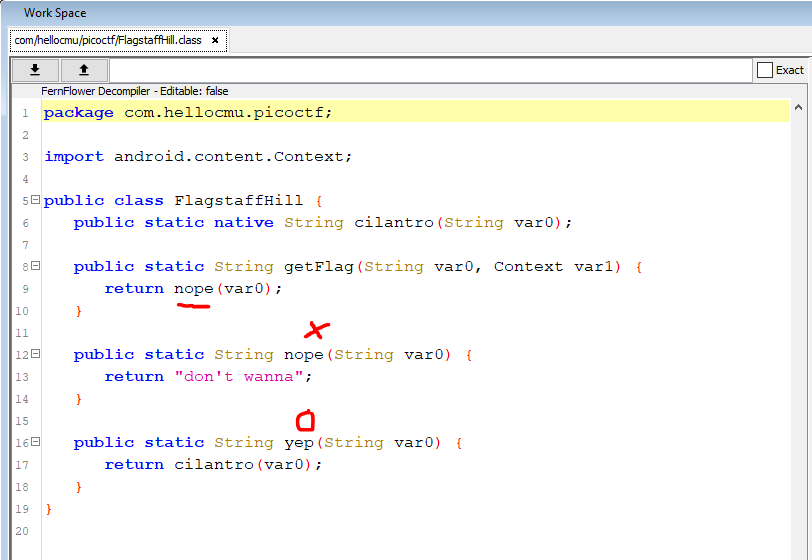 Work Space
com/hellocmu/picoctf/FlagstaffHill.class ×
Exact
FernFlower Decompiler - Editable: false
1 package com.hellocmu.picoctf;
2
3 import android.content.Context;
4
5 public class FlagstaffHill {
6 public static native String cilantro(String var0);
7
8 public static String getFlag(String var0, Context var1) {
9 return nope(var0);
10 }
11
12 public static String nope(String var0) {
13 return "don't wanna";
14 }
15
16 public static String yep(String var0) {
17 return cilantro(var0);
18 }
19 }
20